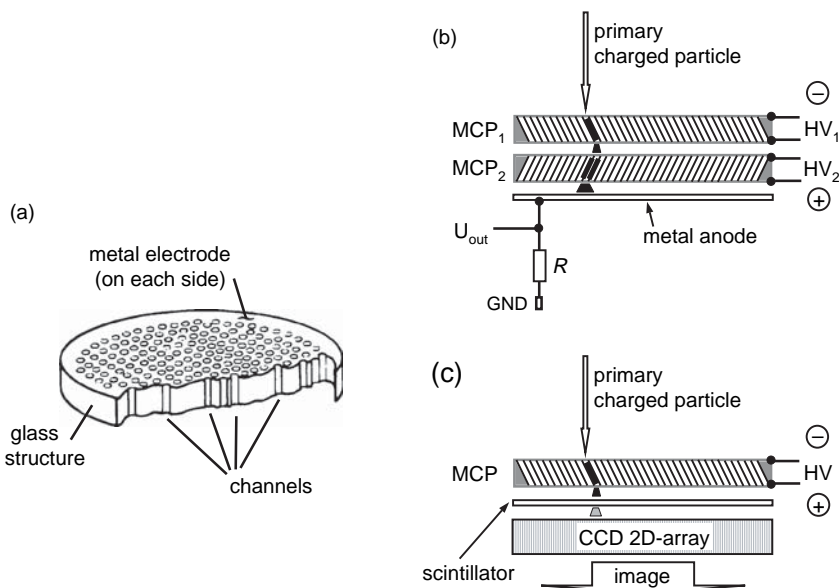 (a)
metal electrode
(on each side)
glass
structure
channels
(b)
primary
charged particle
MCP1
HV1
MCP2
HV2
metal anode
Uout
R
GND
(c)
primary
charged particle
MCP
HV
scintillator
CCD 2D-array
image